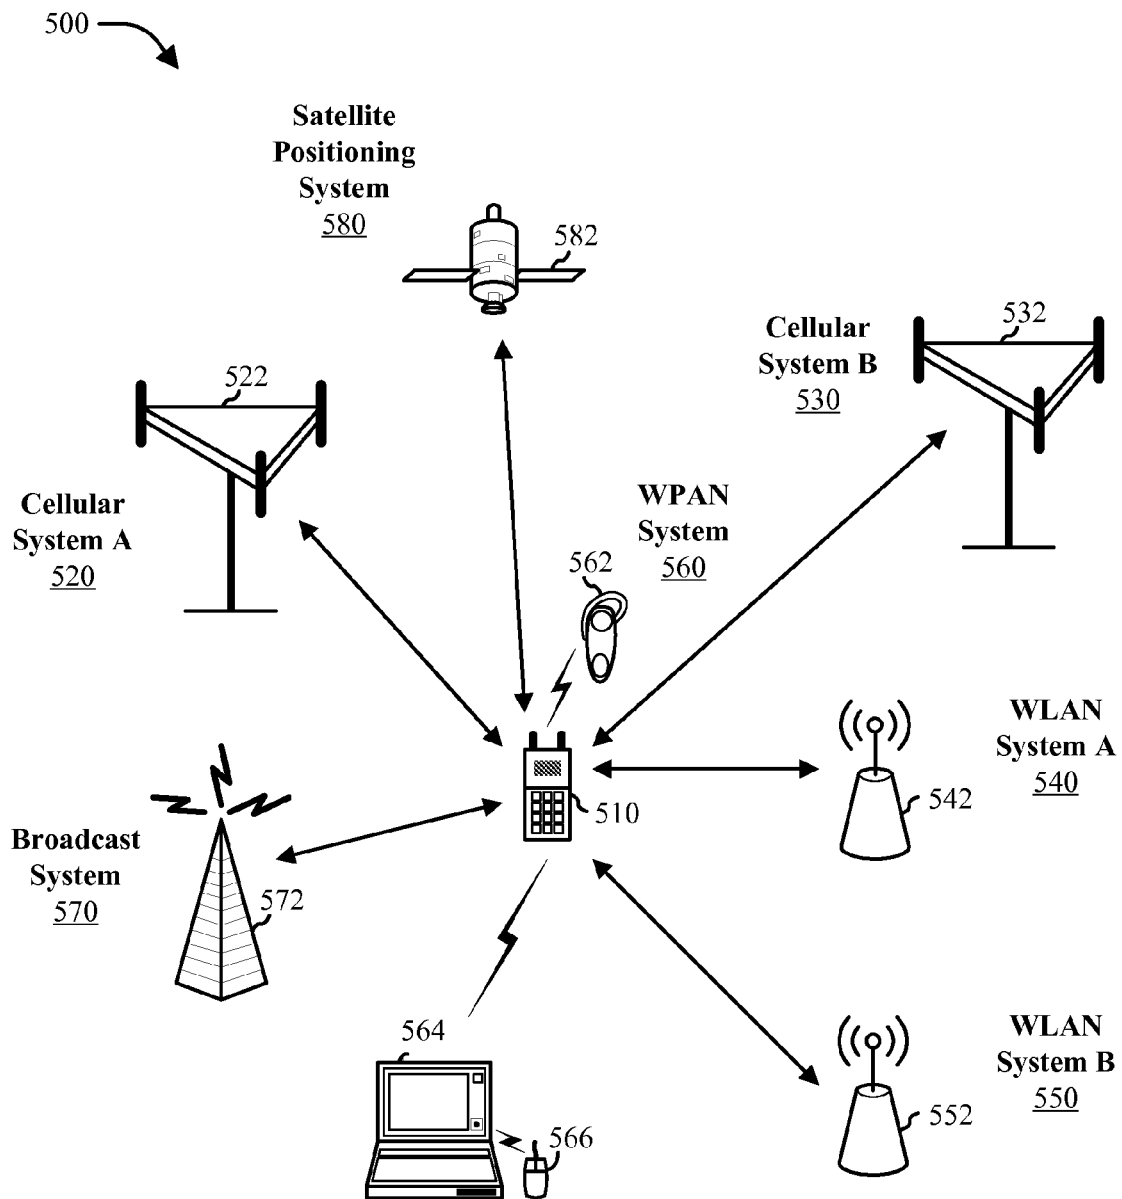 500
Satellite
Positioning
System
580
582
Cellular
System B
530
532
522
Cellular
System A
520
WPAN
System
560
562
WLAN
System A
540
542
510
Broadcast
System
570
572
564
566
WLAN
System B
550
552